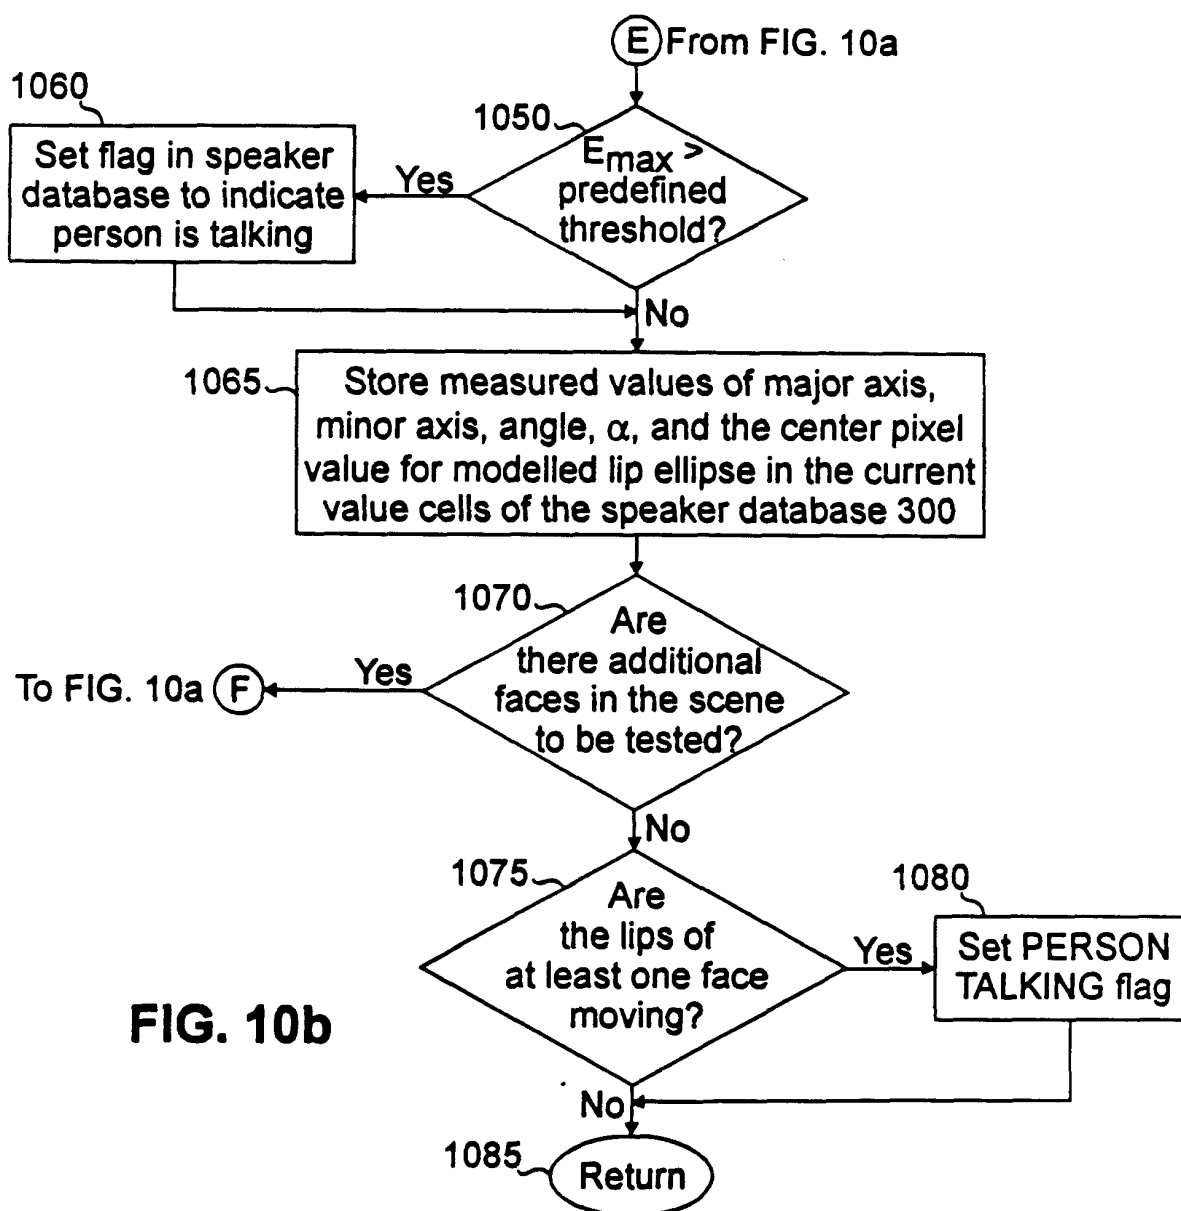 E From FIG. 10a
1060
1050
Set flag in speaker
database to indicate
person is talking
Yes
Emax >
predefined
threshold?
No
1065
Store measured values of major axis,
minor axis, angle, α, and the center pixel
value for modelled lip ellipse in the current
value cells of the speaker database 300
1070
Are
there additional
faces in the scene
to be tested?
Yes
To FIG. 10a F
No
1075
Are
the lips of
at least one face
moving?
Yes
1080
Set PERSON
TALKING flag
FIG. 10b
No
1085
Return